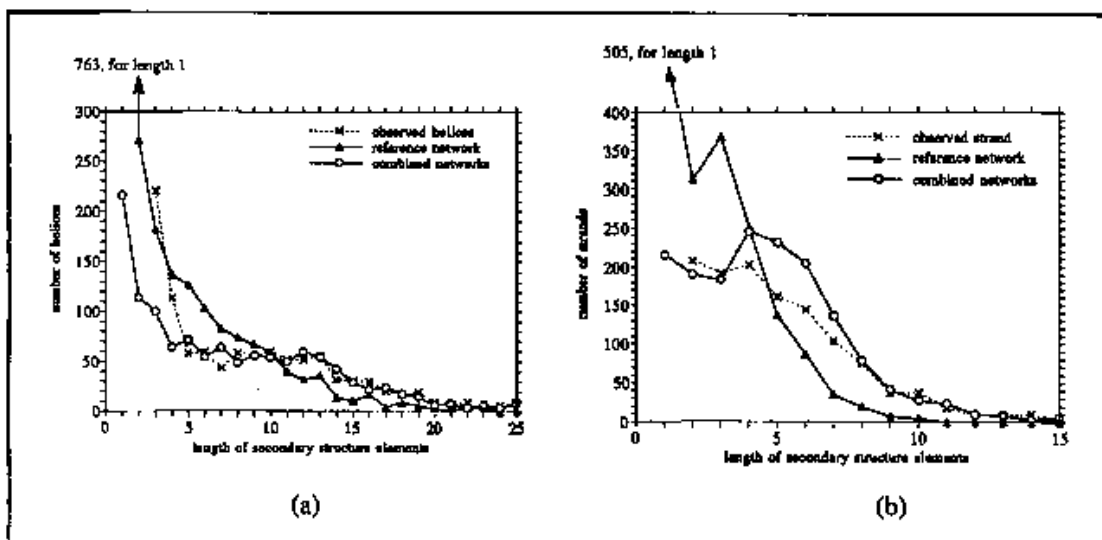 763, for length 1
300
250
200
150
100
50
0
number of helices
observed helices
reference network
combined networks
0 5 10 15 20 25
length of secondary structure elements
(a)
505, for length 1
400
350
300
250
200
150
100
50
0
number of strands
observed strand
reference network
combined networks
0 5 10 15
length of secondary structure elements
(b)